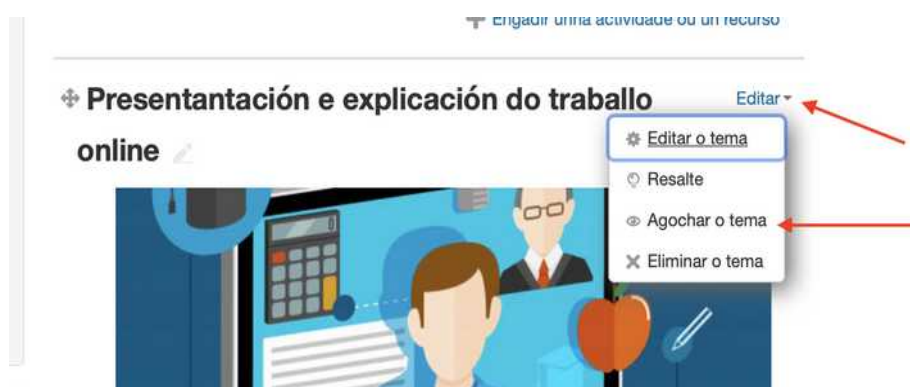 Engadir unha actividade ou un recurso
Presentantación e explicación do traballo
online
Editar
Editar o tema
Resalte
Agochar o tema
Eliminar o tema